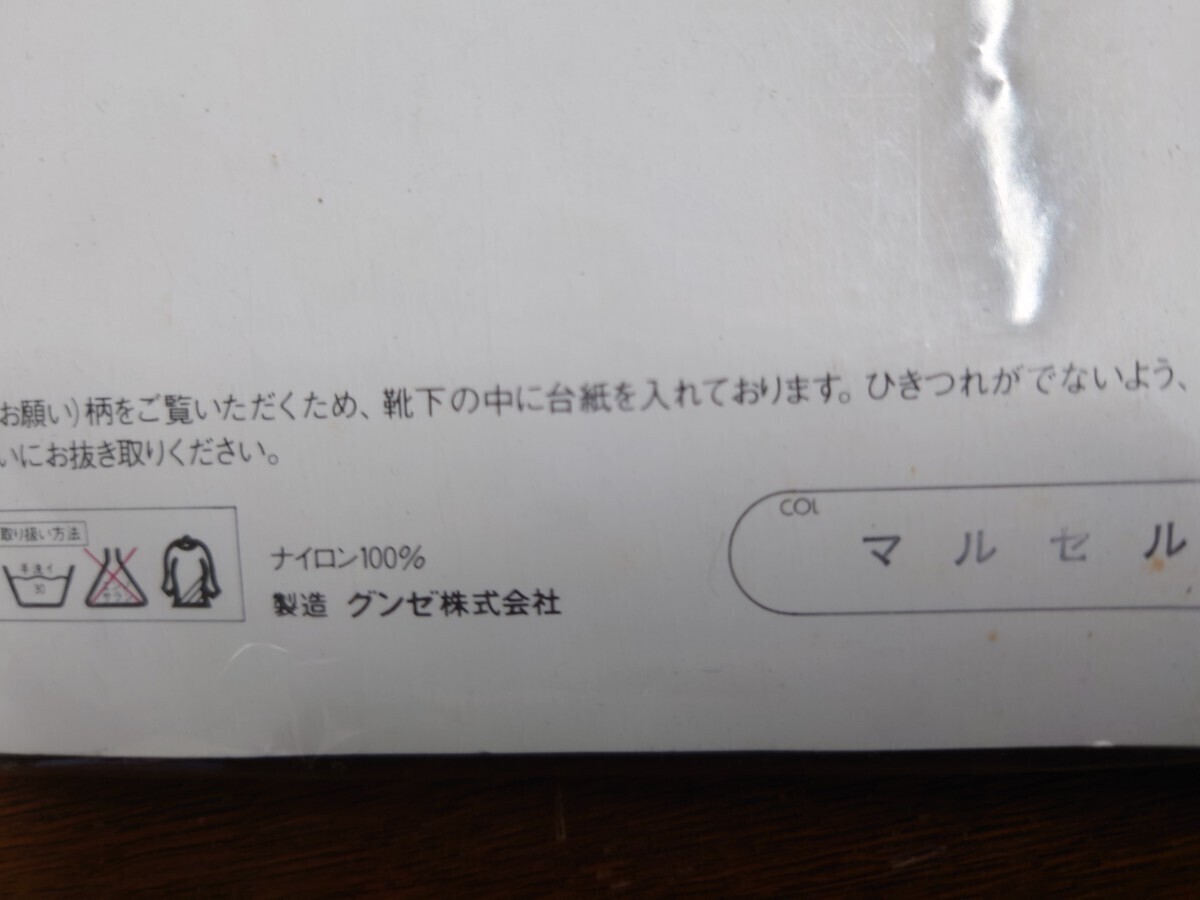 お願い)柄をご覧いただくため、靴下の中に台紙を入れております。ひきつれがでないよう、
いにお抜き取りください。
取り扱い方法
手洗イ
30
ナイロン100%
製造 グンゼ株式会社
COL
マルセル